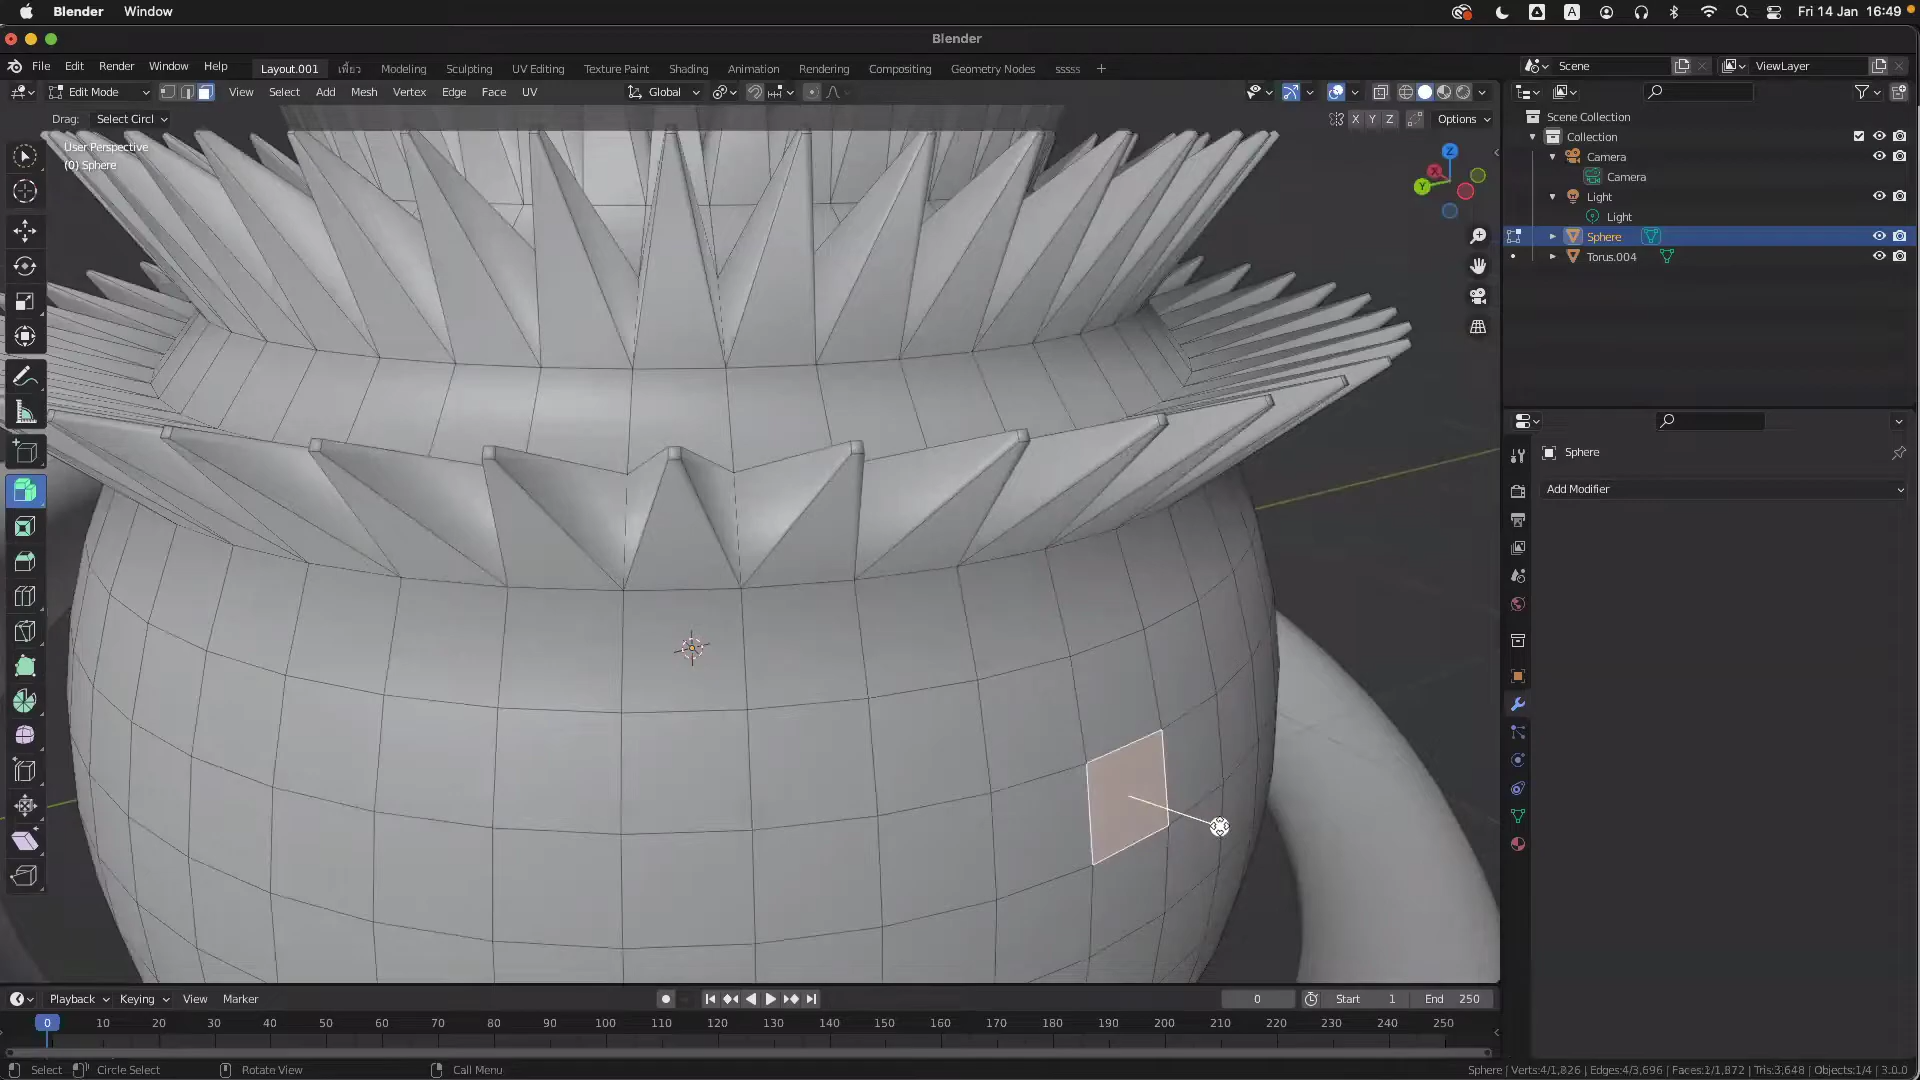 Blender Window Fri 14 Jan 16:49
Blender
File Edit Render Window Help Layout.001 เพี้ยว Modeling Sculpting UV Editing Texture Paint Shading Animation Rendering Compositing Geometry Nodes sssss + Scene ViewLayer
Edit Mode View Select Add Mesh Vertex Edge Face UV Global
Drag: Select Circl X Y Z Options
User Perspective
(0) Sphere
Z
X
Y
Scene Collection
Collection
Camera
Camera
Light
Light
Sphere
Torus.004
Sphere
Add Modifier
Playback Keying View Marker 0 Start 1 End 250
0 10 20 30 40 50 60 70 80 90 100 110 120 130 140 150 160 170 180 190 200 210 220 230 240 250
Select Circle Select Rotate View Call Menu Sphere | Verts:4/1,826 | Edges:4/3,696 | Faces:1/1,872 | Tris:3,648 | Objects:1/4 | 3.0.0